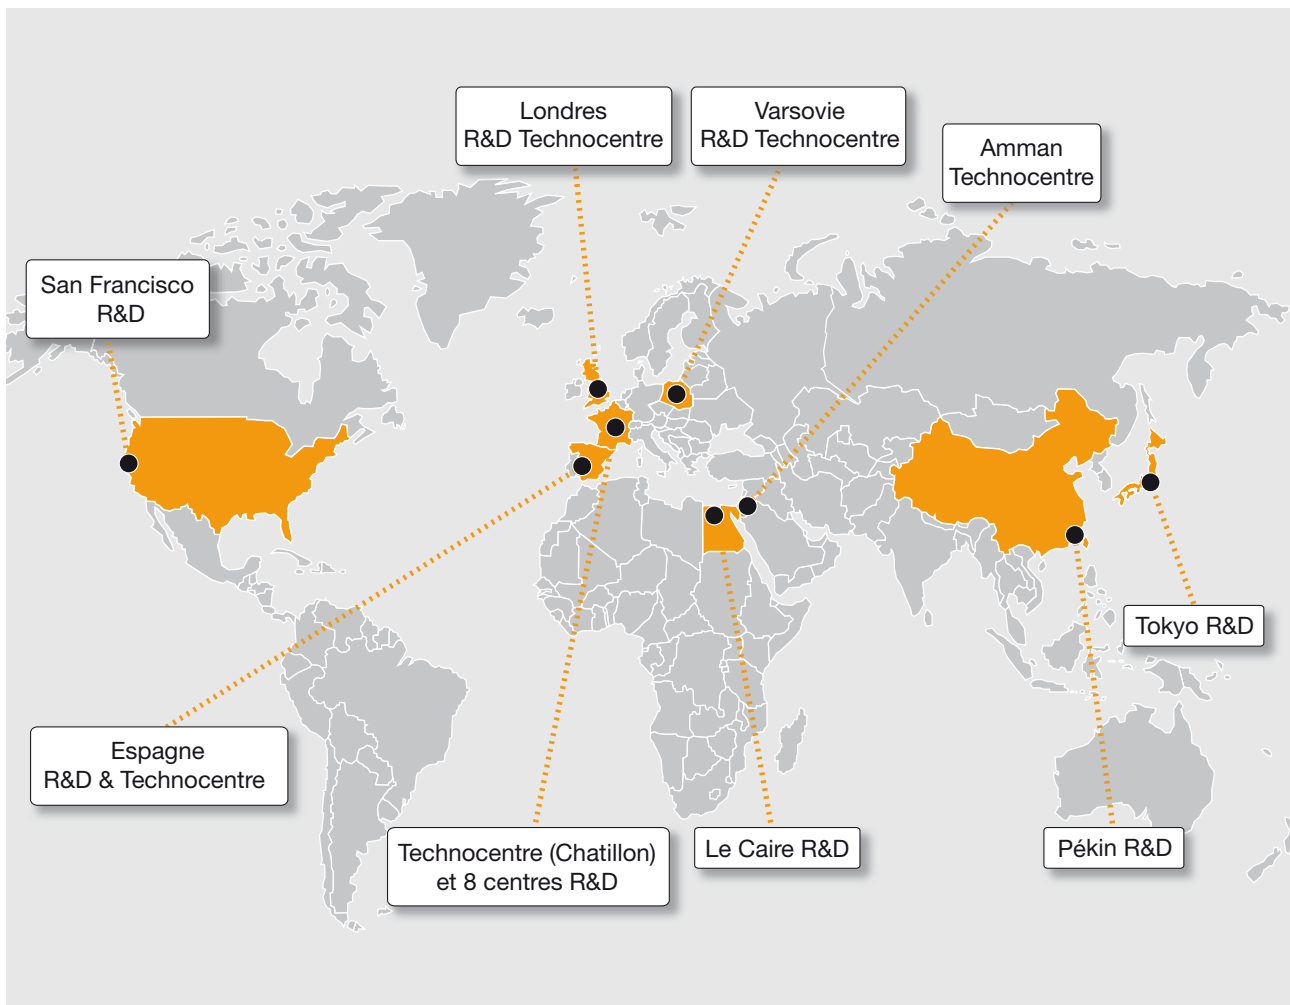 Londres
R&D Technocentre
Varsovie
R&D Technocentre
Amman
Technocentre
San Francisco
R&D
Tokyo R&D
Espagne
R&D & Technocentre
Technocentre (Chatillon)
et 8 centres R&D
Le Caire R&D
Pékin R&D